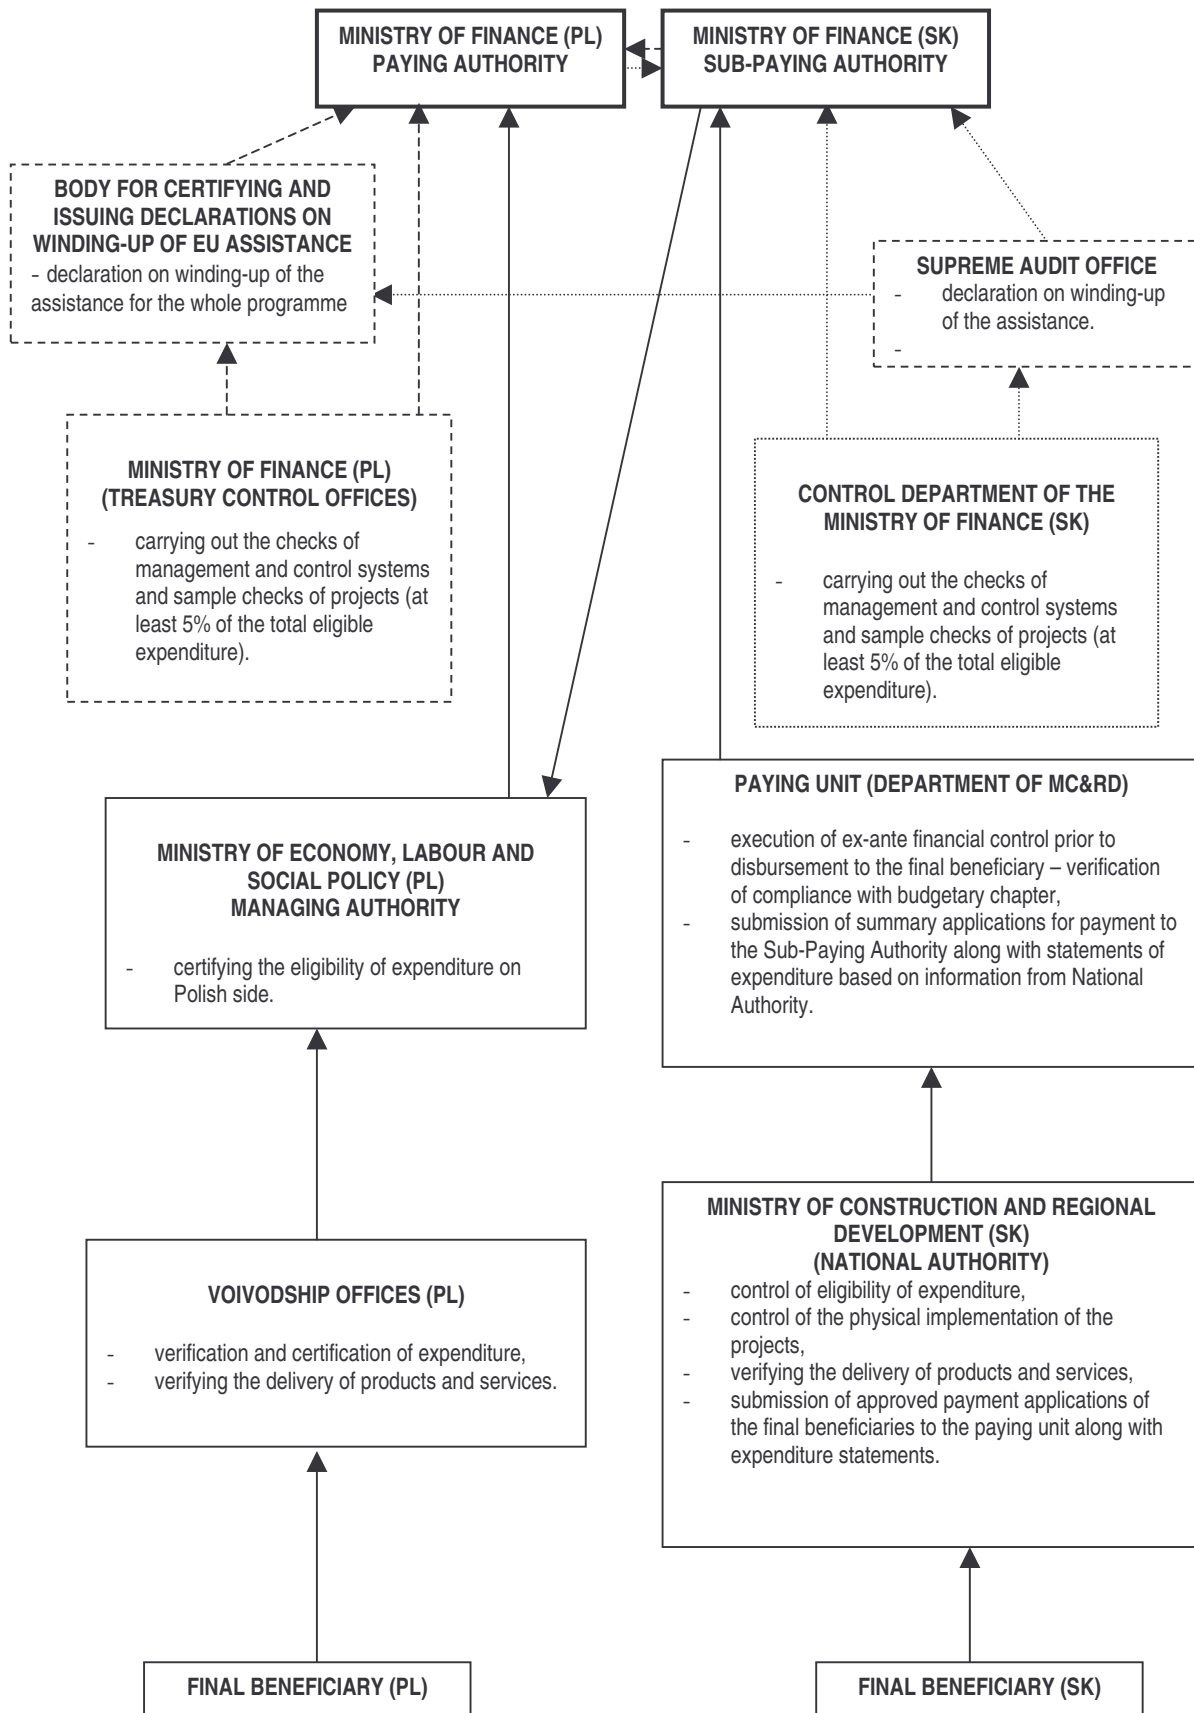 MINISTRY OF FINANCE (PL)
PAYING AUTHORITY
MINISTRY OF FINANCE (SK)
SUB-PAYING AUTHORITY
BODY FOR CERTIFYING AND
ISSUING DECLARATIONS ON
WINDING-UP OF EU ASSISTANCE
- declaration on winding-up of the
assistance for the whole programme
SUPREME AUDIT OFFICE
- declaration on winding-up
of the assistance.
-
MINISTRY OF FINANCE (PL)
(TREASURY CONTROL OFFICES)
- carrying out the checks of
management and control systems
and sample checks of projects (at
least 5% of the total eligible
expenditure).
CONTROL DEPARTMENT OF THE
MINISTRY OF FINANCE (SK)
- carrying out the checks of
management and control systems
and sample checks of projects (at
least 5% of the total eligible
expenditure).
MINISTRY OF ECONOMY, LABOUR AND
SOCIAL POLICY (PL)
MANAGING AUTHORITY
- certifying the eligibility of expenditure on
Polish side.
PAYING UNIT (DEPARTMENT OF MC&RD)
- execution of ex-ante financial control prior to
disbursement to the final beneficiary – verification
of compliance with budgetary chapter,
- submission of summary applications for payment to
the Sub-Paying Authority along with statements of
expenditure based on information from National
Authority.
VOIVODSHIP OFFICES (PL)
- verification and certification of expenditure,
- verifying the delivery of products and services.
MINISTRY OF CONSTRUCTION AND REGIONAL
DEVELOPMENT (SK)
(NATIONAL AUTHORITY)
- control of eligibility of expenditure,
- control of the physical implementation of the
projects,
- verifying the delivery of products and services,
- submission of approved payment applications of
the final beneficiaries to the paying unit along with
expenditure statements.
FINAL BENEFICIARY (PL)
FINAL BENEFICIARY (SK)